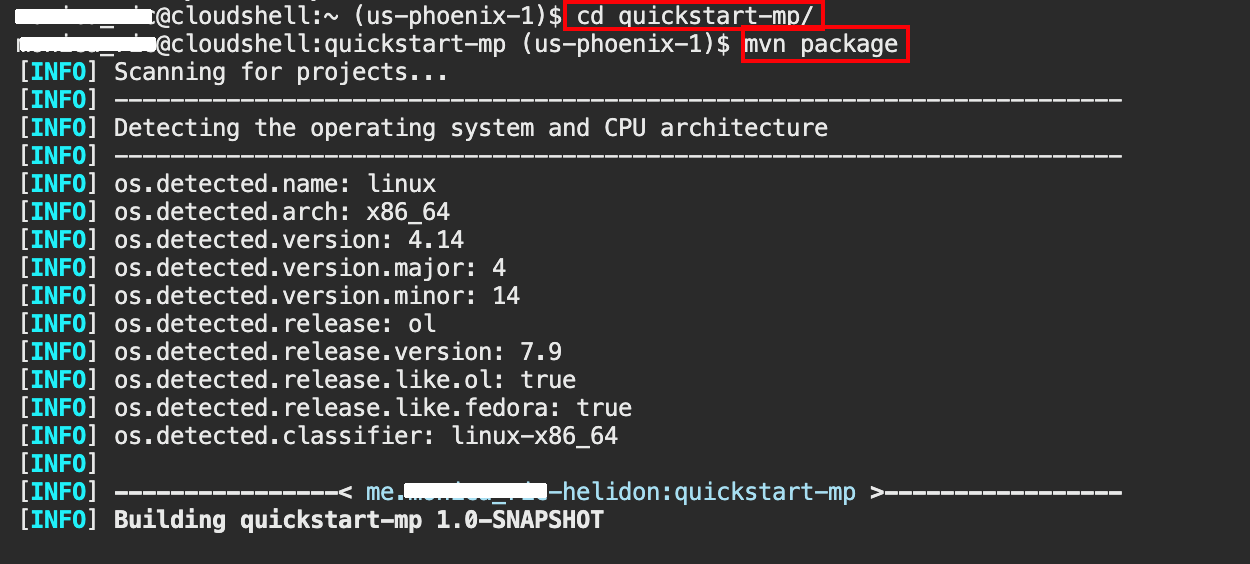 @cloudshell:~ (us-phoenix-1)$ cd quickstart-mp/
@cloudshell:quickstart-mp (us-phoenix-1)$ mvn package
[INFO] Scanning for projects...
[INFO] ------------------------------------------------------------------------
[INFO] Detecting the operating system and CPU architecture
[INFO] ------------------------------------------------------------------------
[INFO] os.detected.name: linux
[INFO] os.detected.arch: x86_64
[INFO] os.detected.version: 4.14
[INFO] os.detected.version.major: 4
[INFO] os.detected.version.minor: 14
[INFO] os.detected.release: ol
[INFO] os.detected.release.version: 7.9
[INFO] os.detected.release.like.ol: true
[INFO] os.detected.release.like.fedora: true
[INFO] os.detected.classifier: linux-x86_64
[INFO]
[INFO] ----------------< me.-helidon:quickstart-mp >-----------------
[INFO] Building quickstart-mp 1.0-SNAPSHOT